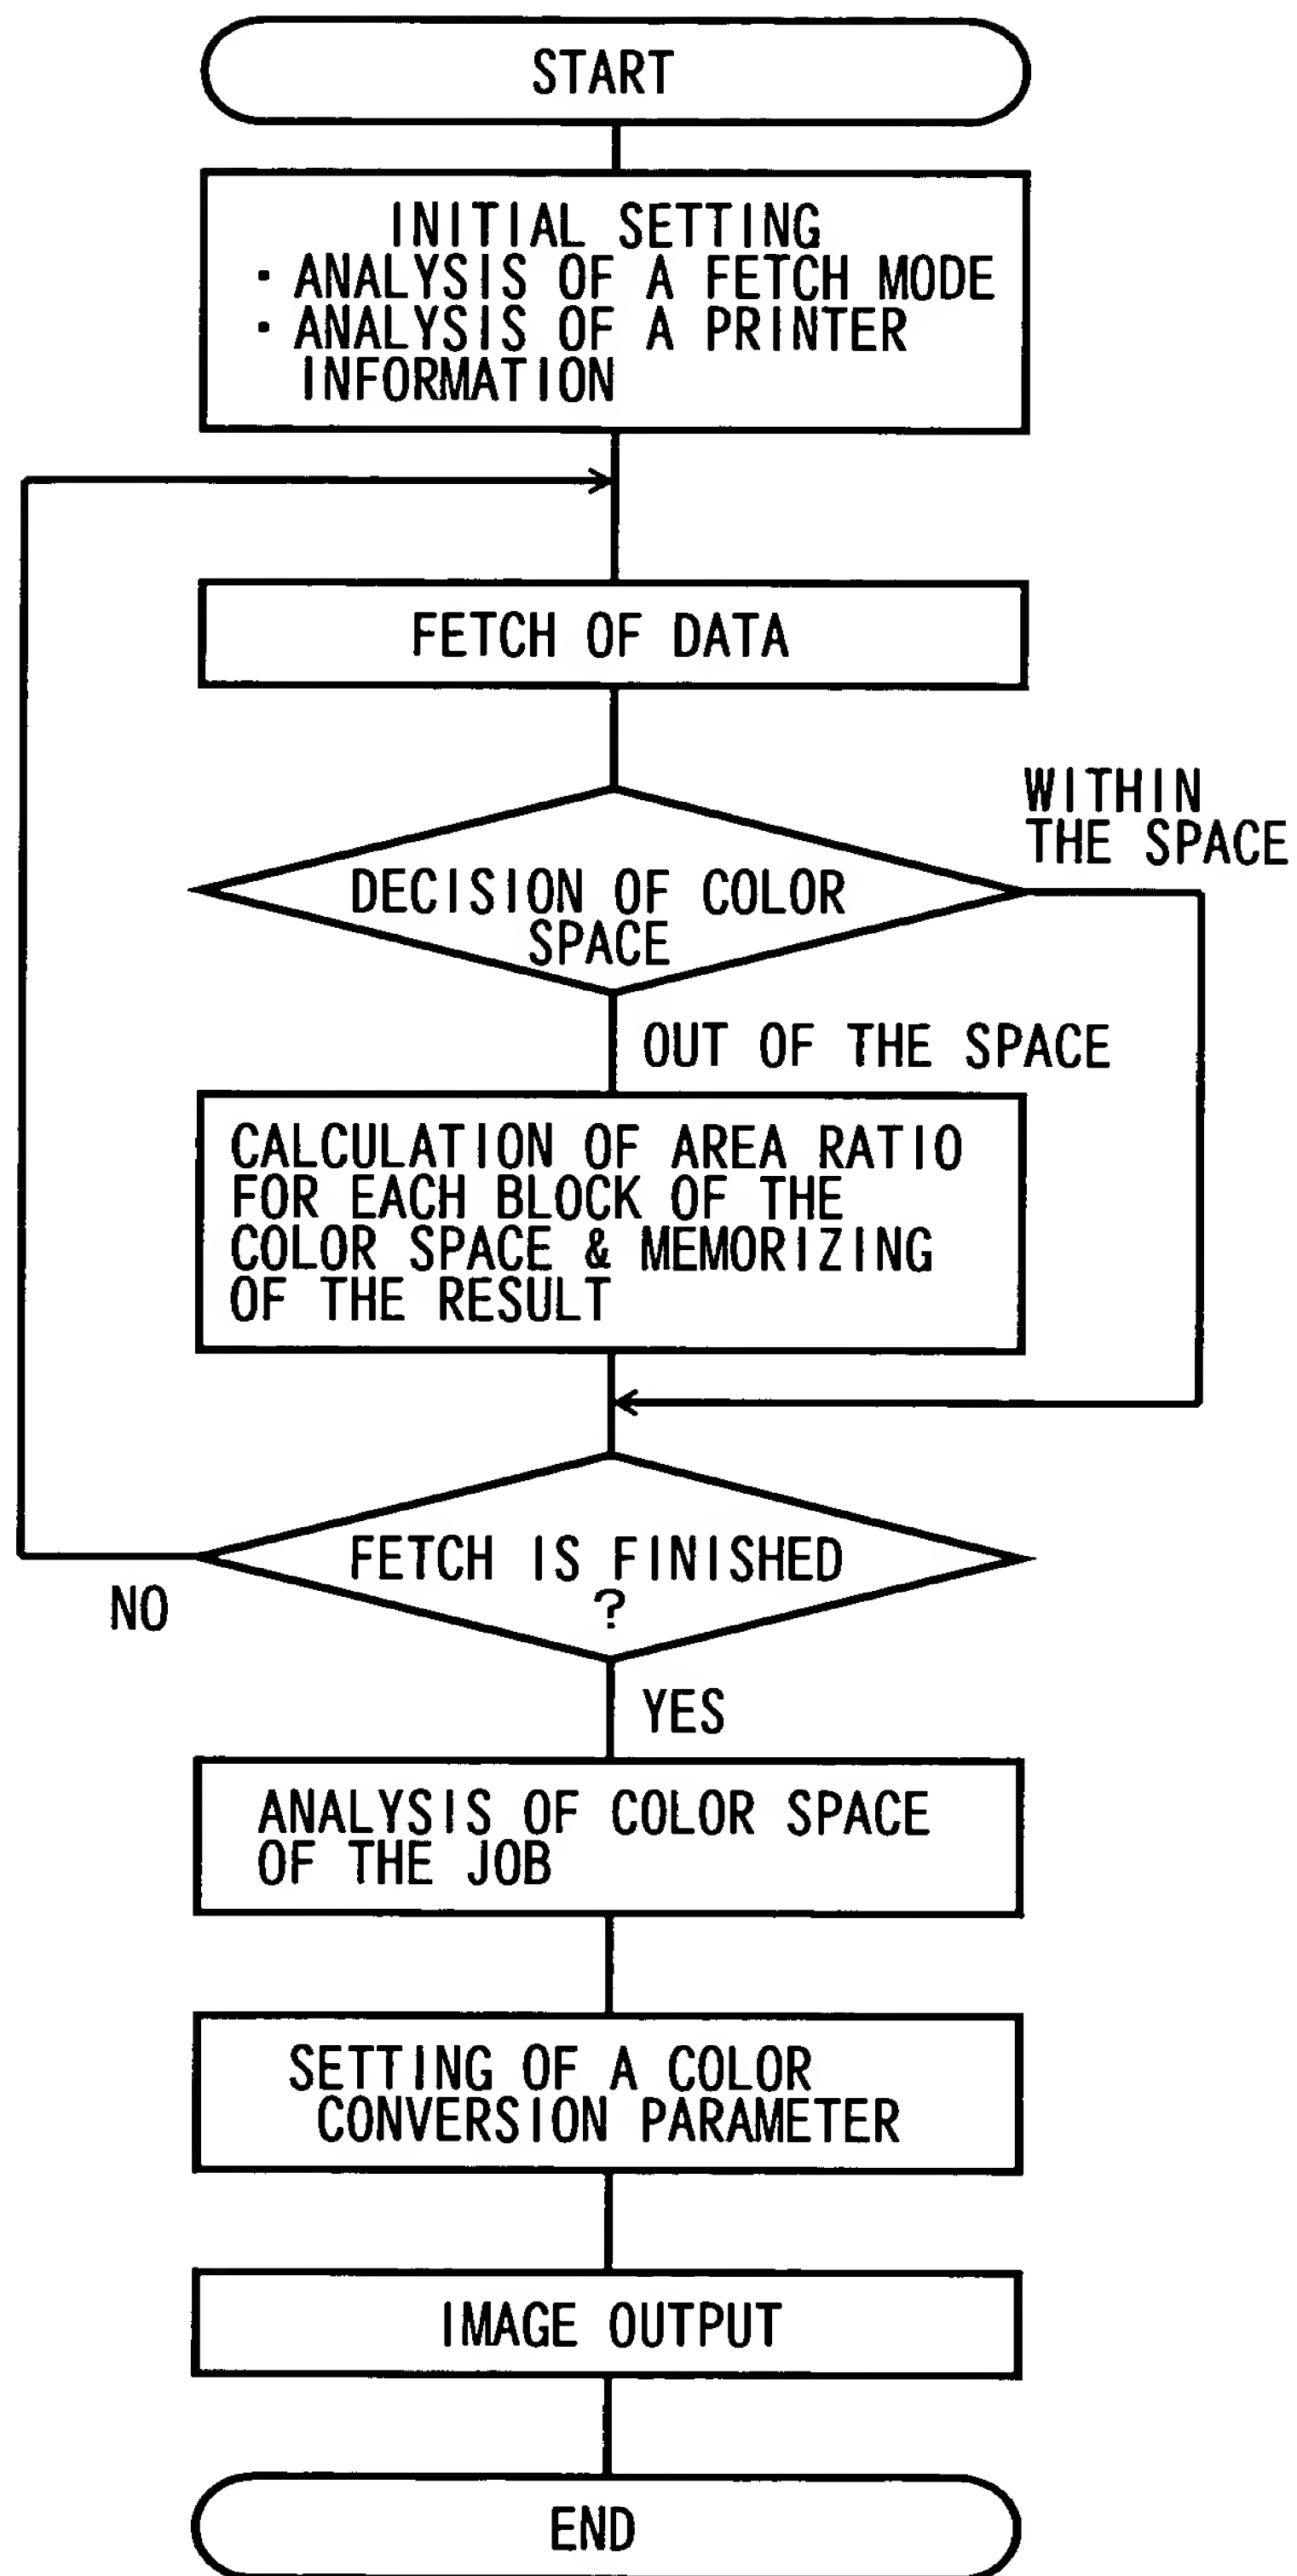 START
INITIAL SETTING
· ANALYSIS OF A FETCH MODE
· ANALYSIS OF A PRINTER
INFORMATION
FETCH OF DATA
WITHIN
THE SPACE
DECISION OF COLOR
SPACE
OUT OF THE SPACE
CALCULATION OF AREA RATIO
FOR EACH BLOCK OF THE
COLOR SPACE & MEMORIZING
OF THE RESULT
FETCH IS FINISHED
?
NO
YES
ANALYSIS OF COLOR SPACE
OF THE JOB
SETTING OF A COLOR
CONVERSION PARAMETER
IMAGE OUTPUT
END